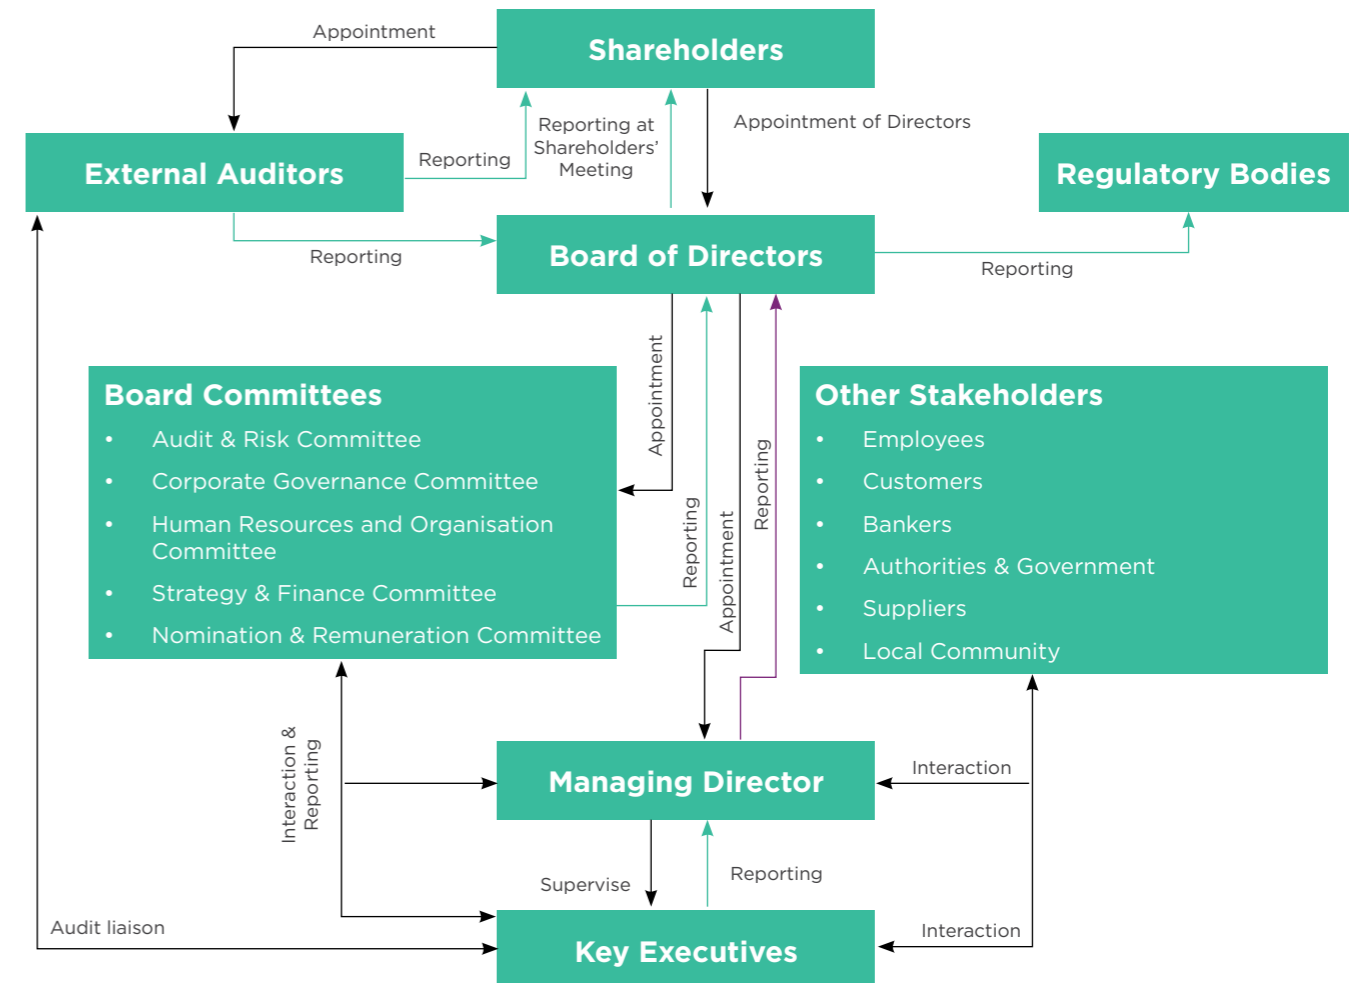 Appointment
Shareholders
Reporting at
Shareholders’
Meeting
Appointment of Directors
External Auditors
Reporting
Regulatory Bodies
Reporting
Board of Directors
Reporting
Appointment
Reporting
Appointment
Reporting
Board Committees
• Audit & Risk Committee
• Corporate Governance Committee
• Human Resources and Organisation
Committee
• Strategy & Finance Committee
• Nomination & Remuneration Committee
Other Stakeholders
• Employees
• Customers
• Bankers
• Authorities & Government
• Suppliers
• Local Community
Interaction &
Reporting
Managing Director
Interaction
Supervise
Reporting
Audit liaison
Key Executives
Interaction